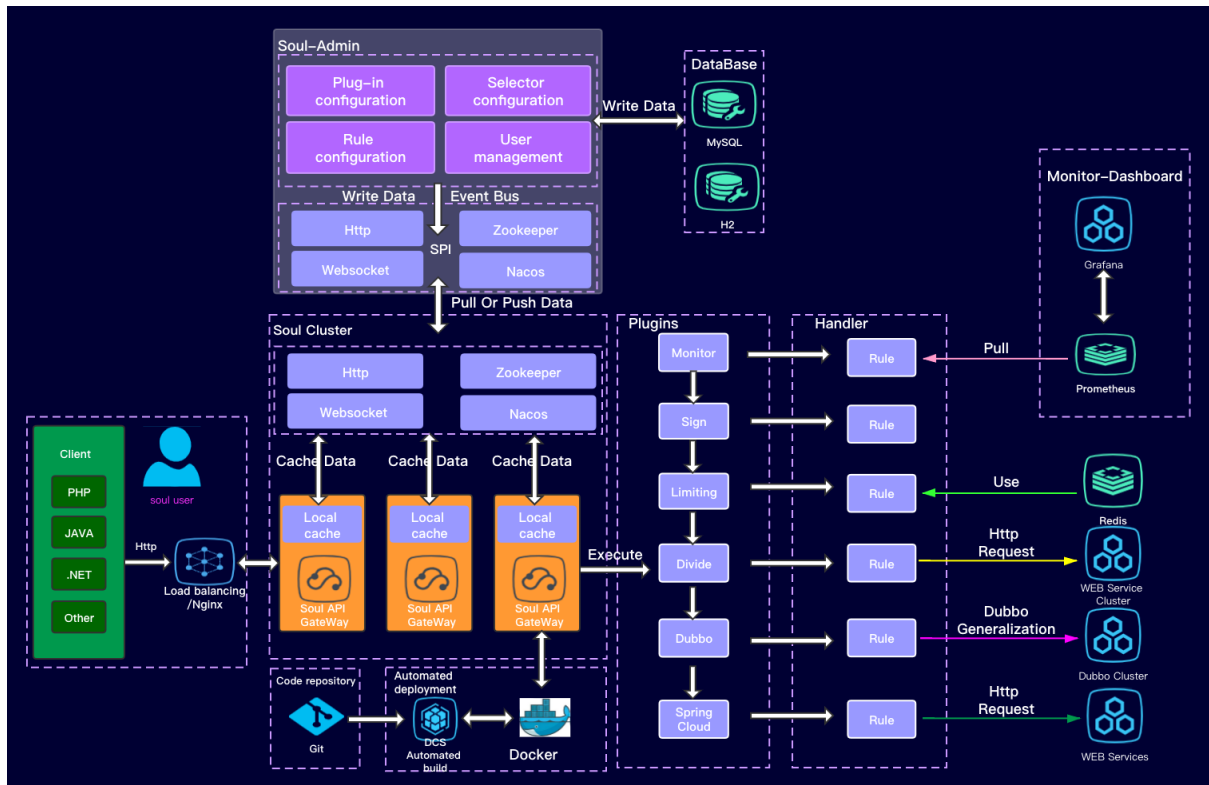 Soul-Admin
Plug-in
configuration
Selector
configuration
Rule
configuration
User
management
Write Data
DataBase
MySQL
H2
Write Data
Event Bus
Http
Zookeeper
SPI
Websocket
Nacos
Pull Or Push Data
Monitor-Dashboard
Grafana
Prometheus
Soul Cluster
Http
Zookeeper
Websocket
Nacos
Cache Data
Cache Data
Cache Data
Local
cache
Local
cache
Local
cache
Soul API
GateWay
Soul API
GateWay
Soul API
GateWay
Execute
Client
PHP
JAVA
.NET
Other
soul user
Http
Load balancing
/Nginx
Code repository
Git
Automated
deployment
DCS
Automated
build
Docker
Plugins
Monitor
Sign
Limiting
Divide
Dubbo
Spring
Cloud
Handler
Rule
Rule
Rule
Rule
Rule
Rule
Pull
Use
Redis
Http
Request
WEB Service
Cluster
Dubbo
Generalization
Dubbo Cluster
Http
Request
WEB Services